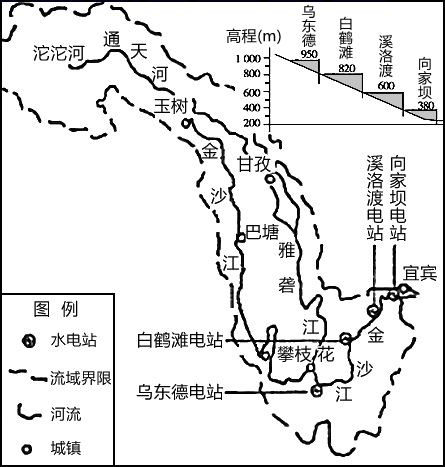 高程(m)
1 000
800
600
400
200
乌东德
950
白鹤滩
820
溪洛渡
600
向家坝
380
沱沱河
通天河
玉树
金沙江
甘孜
巴塘
雅砻江
溪洛渡电站
向家坝电站
宜宾
白鹤滩电站
攀枝花
乌东德电站
金沙江
图 例
水电站
流域界限
河流
城镇